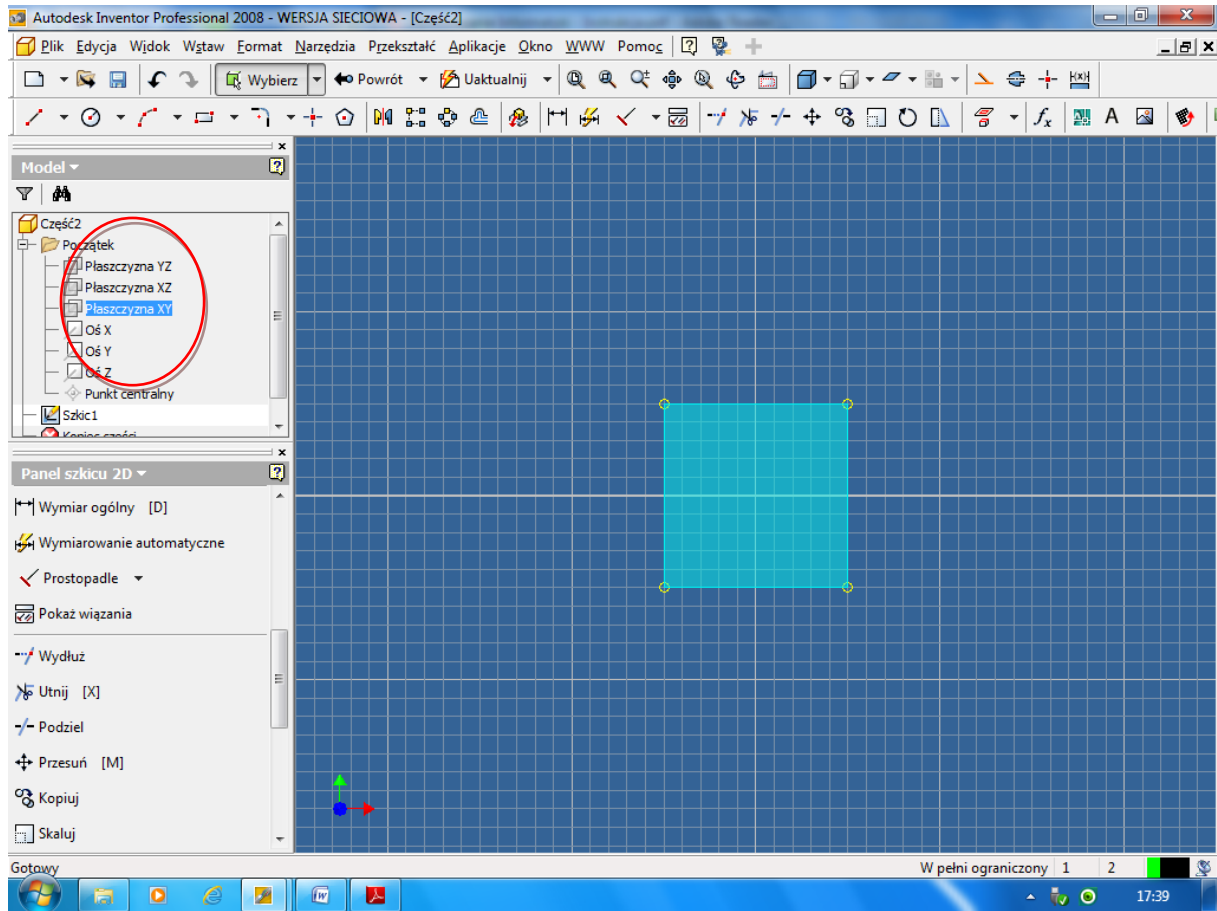 Autodesk Inventor Professional 2008 - WERSJA SIECIOWA - [Część2]
Plik Edycja Widok Wstaw Format Narzędzia Przekształć Aplikacje Okno WWW Pomoc
Wybierz Powrót Uaktualnij
Model
Część2
Początek
Płaszczyzna YZ
Płaszczyzna XZ
Płaszczyzna XY
Oś X
Oś Y
Oś Z
Punkt centralny
Szkic1
Koniec części
Panel szkicu 2D
Wymiar ogólny [D]
Wymiarowanie automatyczne
Prostopadle
Pokaż wiązania
Wydłuż
Utnij [X]
Podziel
Przesuń [M]
Kopiuj
Skaluj
Gotowy W pełni ograniczony 1 2
17:39